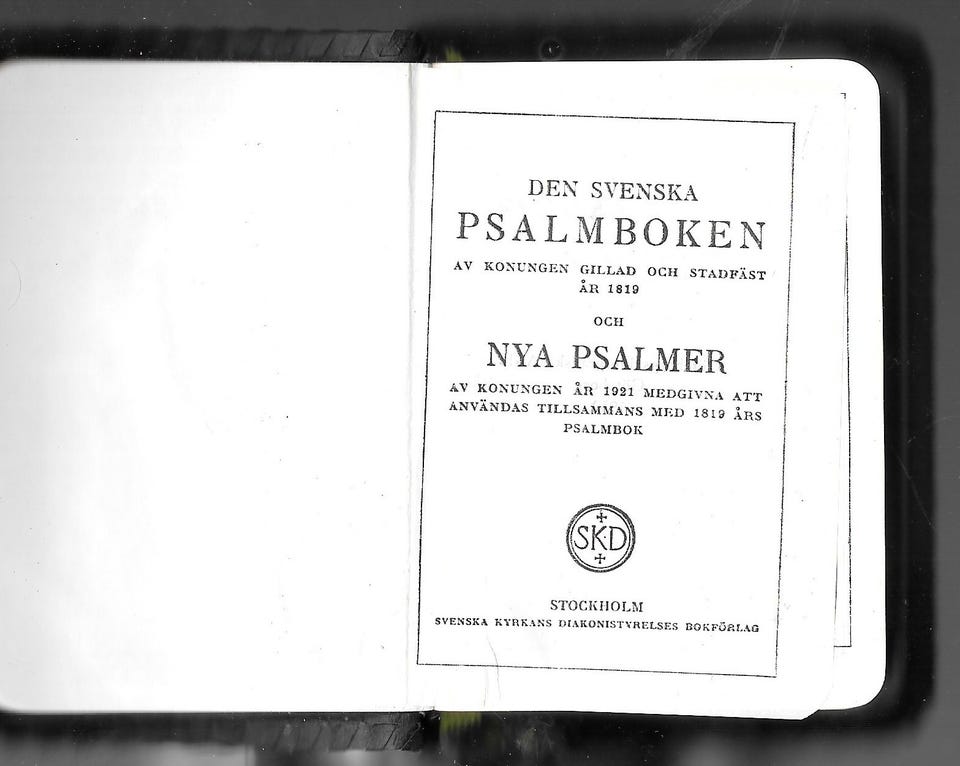 DEN SVENSKA
PSALMBOKEN
AV KONUNGEN GILLAD OCH STADFÄST
ÅR 1819
OCH
NYA PSALMER
AV KONUNGEN ÅR 1921 MEDGIVNA ATT
ANVÄNDAS TILLSAMMANS MED 1819 ÅRS
PSALMBOK
SKD
STOCKHOLM
SVENSKA KYRKANS DIAKONISTYRELSES BOKFÖRLAG